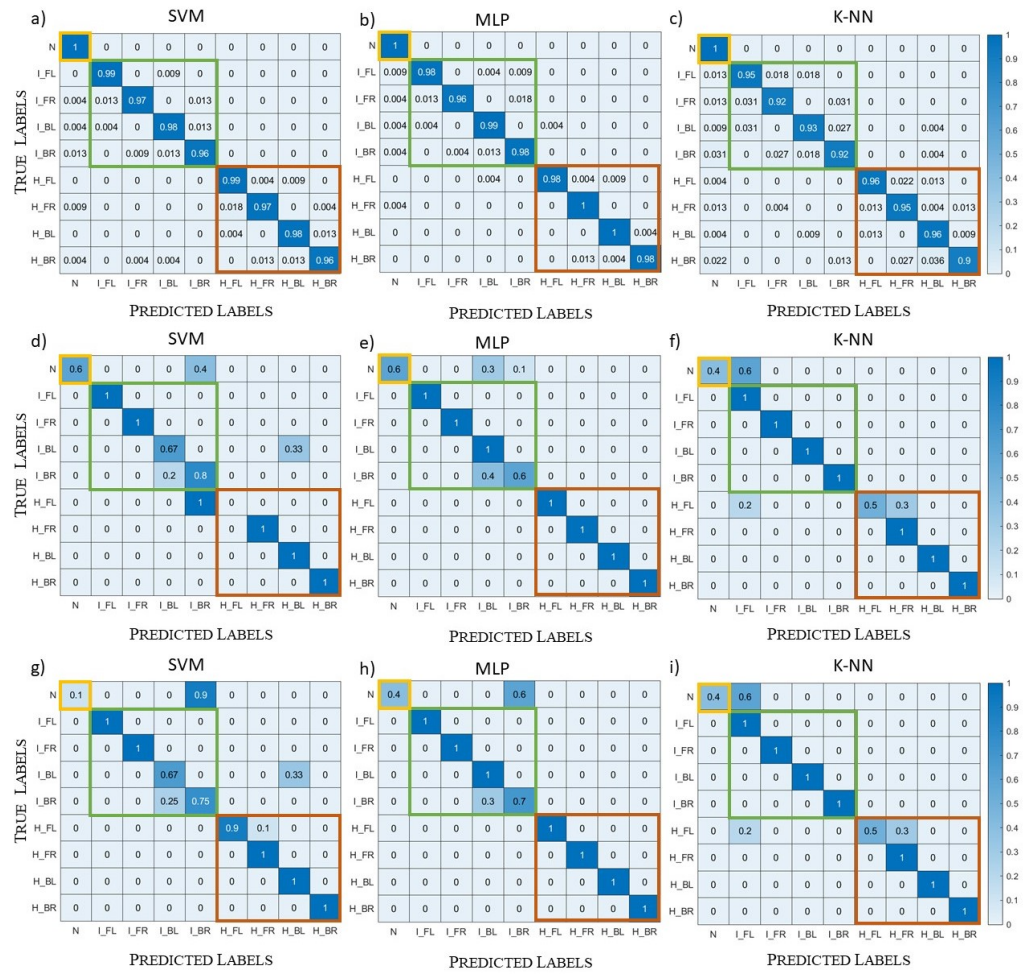 a) SVM
b) MLP
c) K-NN
TRUE LABELS
N 1 0 0 0 0 0 0 0 0
I_FL 0 0.99 0 0.009 0 0 0 0 0
I_FR 0.004 0.013 0.97 0 0.013 0 0 0 0
I_BL 0.004 0.004 0 0.98 0.013 0 0 0 0
I_BR 0.013 0 0.009 0.013 0.96 0 0 0 0
H_FL 0 0 0 0 0 0.99 0.004 0.009 0
H_FR 0.009 0 0 0 0 0.018 0.97 0 0.004
H_BL 0 0 0 0 0 0.004 0 0.98 0.013
H_BR 0.004 0 0.004 0.004 0 0 0.013 0.013 0.96
N I_FL I_FR I_BL I_BR H_FL H_FR H_BL H_BR
PREDICTED LABELS
N 1 0 0 0 0 0 0 0 0
I_FL 0.009 0.98 0 0.004 0.009 0 0 0 0
I_FR 0.004 0.013 0.96 0 0.018 0 0 0 0
I_BL 0.004 0.004 0 0.99 0 0.004 0 0 0
I_BR 0.004 0 0.004 0.013 0.98 0 0 0 0
H_FL 0 0 0 0.004 0 0.98 0.004 0.009 0
H_FR 0.004 0 0 0 0 0 1 0 0
H_BL 0 0 0 0 0 0 0 1 0.004
H_BR 0 0 0 0 0 0 0.013 0.004 0.98
N I_FL I_FR I_BL I_BR H_FL H_FR H_BL H_BR
PREDICTED LABELS
N 1 0 0 0 0 0 0 0 0
I_FL 0.013 0.95 0.018 0.018 0 0 0 0 0
I_FR 0.013 0.031 0.92 0 0.031 0 0 0 0
I_BL 0.009 0.031 0 0.93 0.027 0 0 0.004 0
I_BR 0.031 0 0.027 0.018 0.92 0 0 0.004 0
H_FL 0.004 0 0 0 0 0.96 0.022 0.013 0
H_FR 0.013 0 0.004 0 0 0.013 0.95 0.004 0.013
H_BL 0.004 0 0 0.009 0 0.013 0 0.96 0.009
H_BR 0.022 0 0 0 0.013 0 0.027 0.036 0.9
N I_FL I_FR I_BL I_BR H_FL H_FR H_BL H_BR
PREDICTED LABELS
1
0.9
0.8
0.7
0.6
0.5
0.4
0.3
0.2
0.1
0
d) SVM
e) MLP
f) K-NN
TRUE LABELS
N 0.6 0 0 0 0.4 0 0 0 0
I_FL 0 1 0 0 0 0 0 0 0
I_FR 0 0 1 0 0 0 0 0 0
I_BL 0 0 0 0.67 0 0 0 0.33 0
I_BR 0 0 0 0.2 0.8 0 0 0 0
H_FL 0 0 0 0 1 0 0 0 0
H_FR 0 0 0 0 0 0 1 0 0
H_BL 0 0 0 0 0 0 0 1 0
H_BR 0 0 0 0 0 0 0 0 1
N I_FL I_FR I_BL I_BR H_FL H_FR H_BL H_BR
PREDICTED LABELS
N 0.6 0 0 0.3 0.1 0 0 0 0
I_FL 0 1 0 0 0 0 0 0 0
I_FR 0 0 1 0 0 0 0 0 0
I_BL 0 0 0 1 0 0 0 0 0
I_BR 0 0 0 0.4 0.6 0 0 0 0
H_FL 0 0 0 0 0 1 0 0 0
H_FR 0 0 0 0 0 0 1 0 0
H_BL 0 0 0 0 0 0 0 1 0
H_BR 0 0 0 0 0 0 0 0 1
N I_FL I_FR I_BL I_BR H_FL H_FR H_BL H_BR
PREDICTED LABELS
N 0.4 0.6 0 0 0 0 0 0 0
I_FL 0 1 0 0 0 0 0 0 0
I_FR 0 0 1 0 0 0 0 0 0
I_BL 0 0 0 1 0 0 0 0 0
I_BR 0 0 0 0 1 0 0 0 0
H_FL 0 0.2 0 0 0 0.5 0.3 0 0
H_FR 0 0 0 0 0 0 1 0 0
H_BL 0 0 0 0 0 0 0 1 0
H_BR 0 0 0 0 0 0 0 0 1
N I_FL I_FR I_BL I_BR H_FL H_FR H_BL H_BR
PREDICTED LABELS
1
0.9
0.8
0.7
0.6
0.5
0.4
0.3
0.2
0.1
0
g) SVM
h) MLP
i) K-NN
TRUE LABELS
N 0.1 0 0 0 0.9 0 0 0 0
I_FL 0 1 0 0 0 0 0 0 0
I_FR 0 0 1 0 0 0 0 0 0
I_BL 0 0 0 0.67 0 0 0 0.33 0
I_BR 0 0 0 0.25 0.75 0 0 0 0
H_FL 0 0 0 0 0 0.9 0.1 0 0
H_FR 0 0 0 0 0 0 1 0 0
H_BL 0 0 0 0 0 0 0 1 0
H_BR 0 0 0 0 0 0 0 0 1
N I_FL I_FR I_BL I_BR H_FL H_FR H_BL H_BR
PREDICTED LABELS
N 0.4 0 0 0 0.6 0 0 0 0
I_FL 0 1 0 0 0 0 0 0 0
I_FR 0 0 1 0 0 0 0 0 0
I_BL 0 0 0 1 0 0 0 0 0
I_BR 0 0 0 0.3 0.7 0 0 0 0
H_FL 0 0 0 0 0 1 0 0 0
H_FR 0 0 0 0 0 0 1 0 0
H_BL 0 0 0 0 0 0 0 1 0
H_BR 0 0 0 0 0 0 0 0 1
N I_FL I_FR I_BL I_BR H_FL H_FR H_BL H_BR
PREDICTED LABELS
N 0.4 0.6 0 0 0 0 0 0 0
I_FL 0 1 0 0 0 0 0 0 0
I_FR 0 0 1 0 0 0 0 0 0
I_BL 0 0 0 1 0 0 0 0 0
I_BR 0 0 0 0 1 0 0 0 0
H_FL 0 0.2 0 0 0 0.5 0.3 0 0
H_FR 0 0 0 0 0 0 1 0 0
H_BL 0 0 0 0 0 0 0 1 0
H_BR 0 0 0 0 0 0 0 0 1
N I_FL I_FR I_BL I_BR H_FL H_FR H_BL H_BR
PREDICTED LABELS
1
0.9
0.8
0.7
0.6
0.5
0.4
0.3
0.2
0.1
0